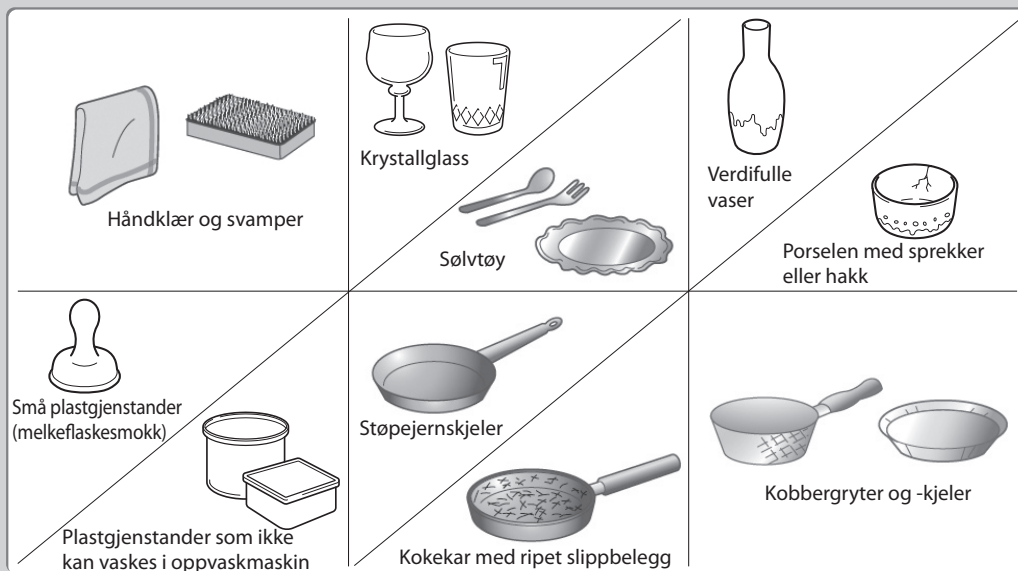 Håndklær og svamper
Krystallglass
Sølvtøy
Verdifulle
vaser
Porselen med sprekker
eller hakk
Små plastgjenstander
(melkeflaskesmokk)
Plastgjenstander som ikke
kan vaskes i oppvaskmaskin
Støpejernskjeler
Kokekar med ripet slippbelegg
Kobbergryter og -kjeler